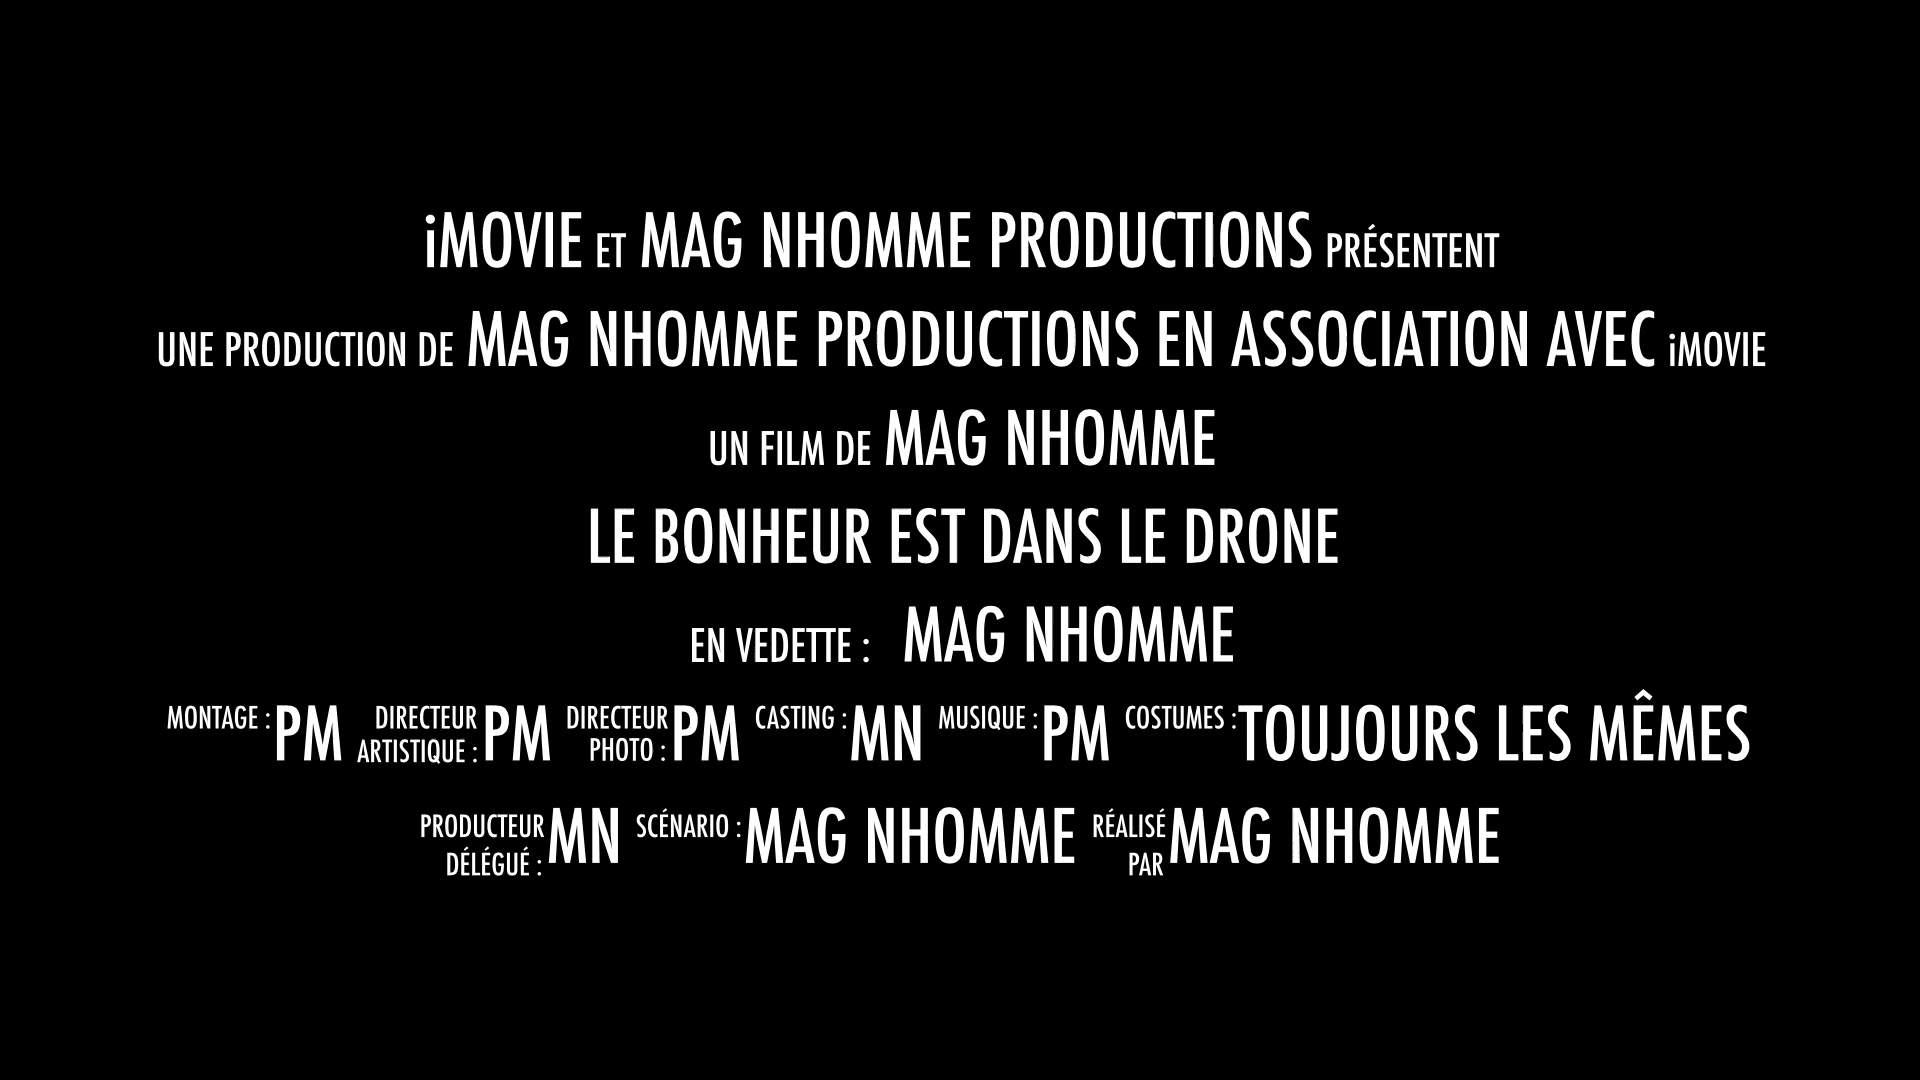 iMOVIE ET MAG NHOMME PRODUCTIONS PRÉSENTENT
UNE PRODUCTION DE MAG NHOMME PRODUCTIONS EN ASSOCIATION AVEC iMOVIE
UN FILM DE MAG NHOMME
LE BONHEUR EST DANS LE DRONE
EN VEDETTE : MAG NHOMME
MONTAGE : PM DIRECTEUR ARTISTIQUE : PM DIRECTEUR PHOTO : PM CASTING : MN MUSIQUE : PM COSTUMES : TOUJOURS LES MÊMES
PRODUCTEUR DÉLÉGUÉ : MN SCÉNARIO : MAG NHOMME RÉALISÉ PAR MAG NHOMME